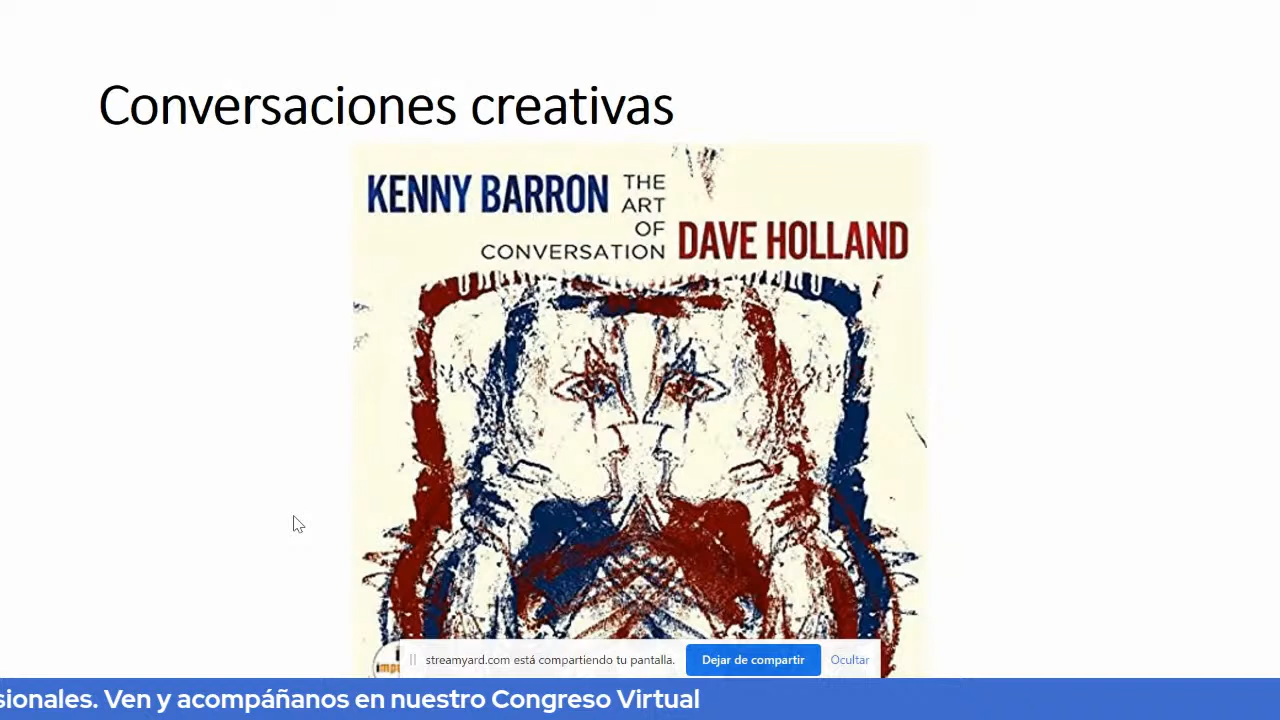 Conversaciones creativas
KENNY BARRON
THE
ART
OF
CONVERSATION
DAVE HOLLAND
streamyard.com está compartiendo tu pantalla.
Dejar de compartir
Ocultar
sionales. Ven y acompáñanos en nuestro Congreso Virtual